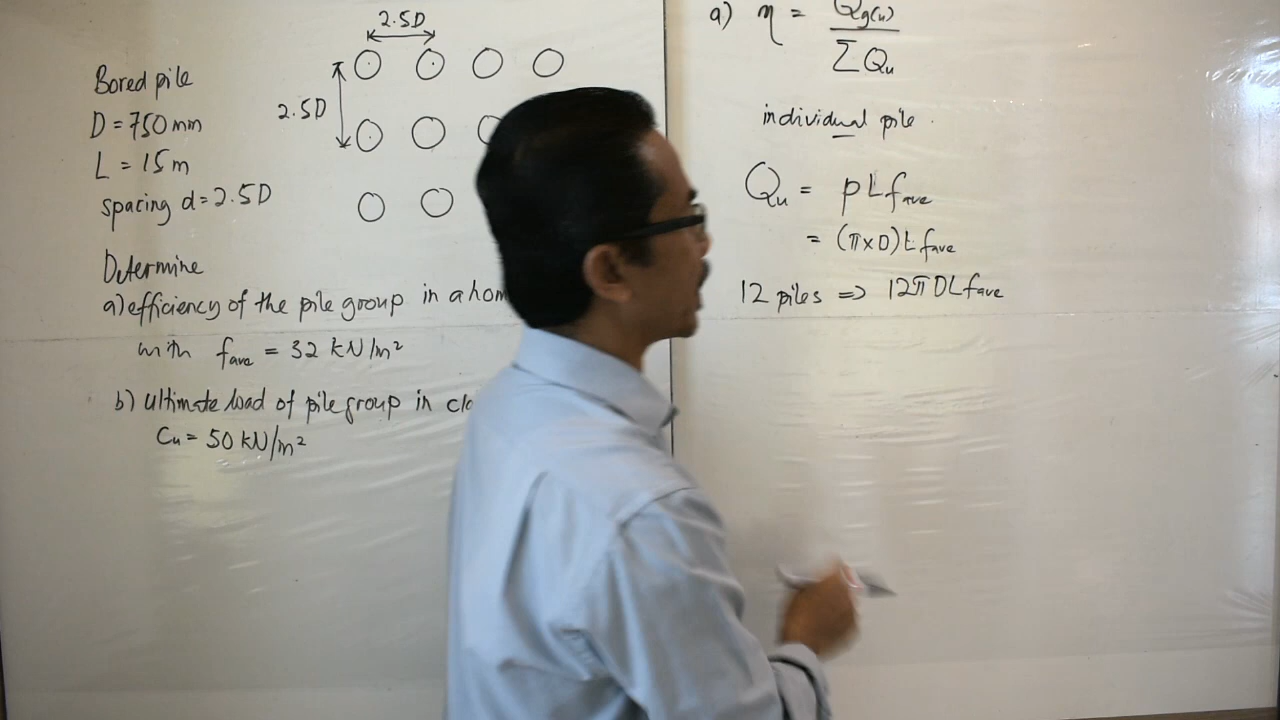 2.5D
2.5D
Bored pile
D = 750 mm
L = 15 m
spacing d = 2.5D
Determine
a) efficiency of the pile group in a hom
with fave = 32 kN/m²
b) ultimate load of pile group in cla
Cu = 50 kN/m²
a) η = Qg(u) / ΣQu
individual pile.
Qu = pLfave
= (π×D)Lfave
12 piles ⇒ 12πDLfave